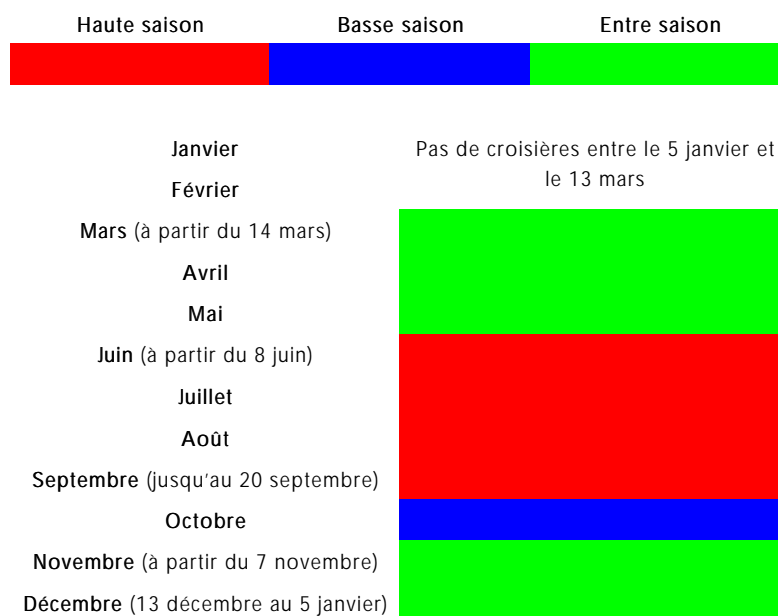 Haute saison Basse saison Entre saison
Janvier
Pas de croisières entre le 5 janvier et
le 13 mars
Février
Mars (à partir du 14 mars)
Avril
Mai
Juin (à partir du 8 juin)
Juillet
Août
Septembre (jusqu'au 20 septembre)
Octobre
Novembre (à partir du 7 novembre)
Décembre (13 décembre au 5 janvier)